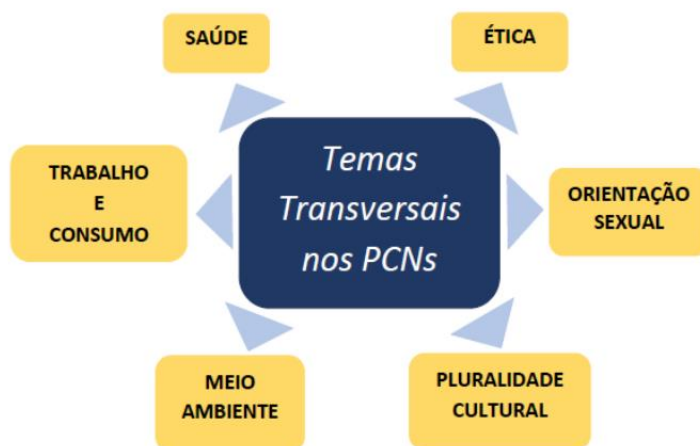 SAÚDE
ÉTICA
TRABALHO
E
CONSUMO
Temas
Transversais
nos PCNs
ORIENTAÇÃO
SEXUAL
MEIO
AMBIENTE
PLURALIDADE
CULTURAL